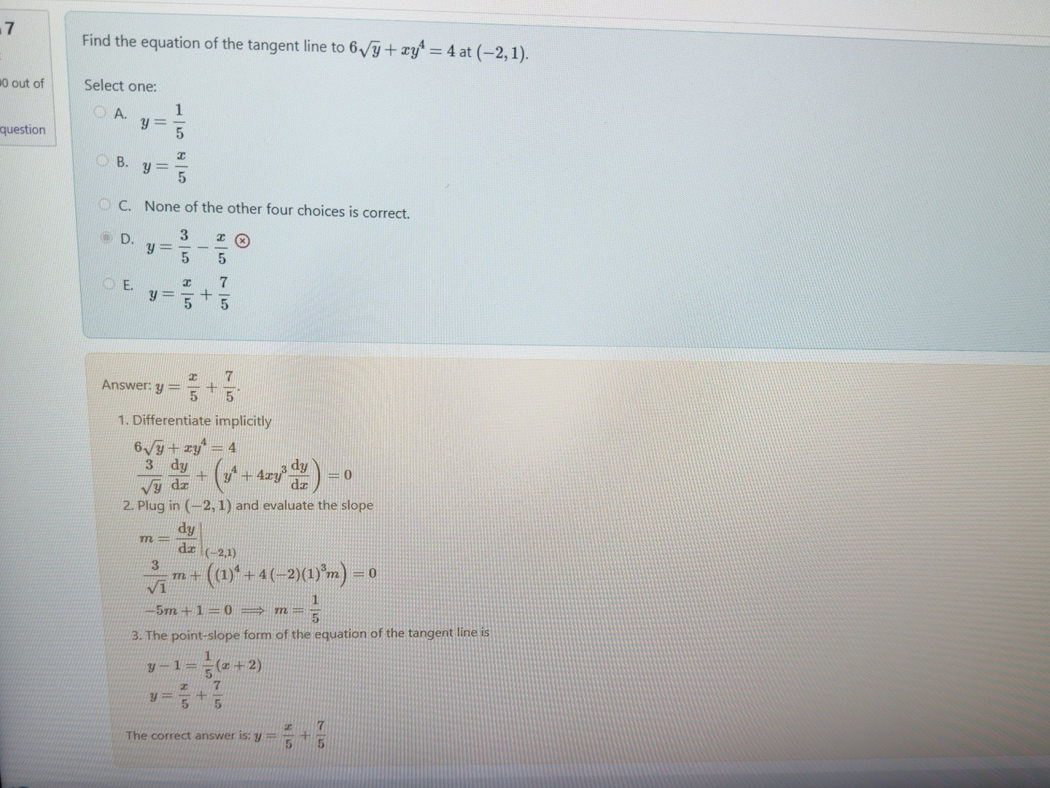 7
out of
question
Find the equation of the tangent line to 6√y + xy⁴ = 4 at (−2, 1).
Select one:
A. y = 1/5
B. y = x/5
C. None of the other four choices is correct.
D. y = 3/5 − x/5
E. y = x/5 + 7/5
Answer: y = x/5 + 7/5.
1. Differentiate implicitly
6√y + xy⁴ = 4
3/√y dy/dx + (y⁴ + 4xy³ dy/dx) = 0
2. Plug in (−2, 1) and evaluate the slope
m = dy/dx |(−2,1)
3/√1 m + ((1)⁴ + 4(−2)(1)³m) = 0
−5m + 1 = 0 ⟹ m = 1/5
3. The point-slope form of the equation of the tangent line is
y − 1 = 1/5(x + 2)
y = x/5 + 7/5
The correct answer is: y = x/5 + 7/5